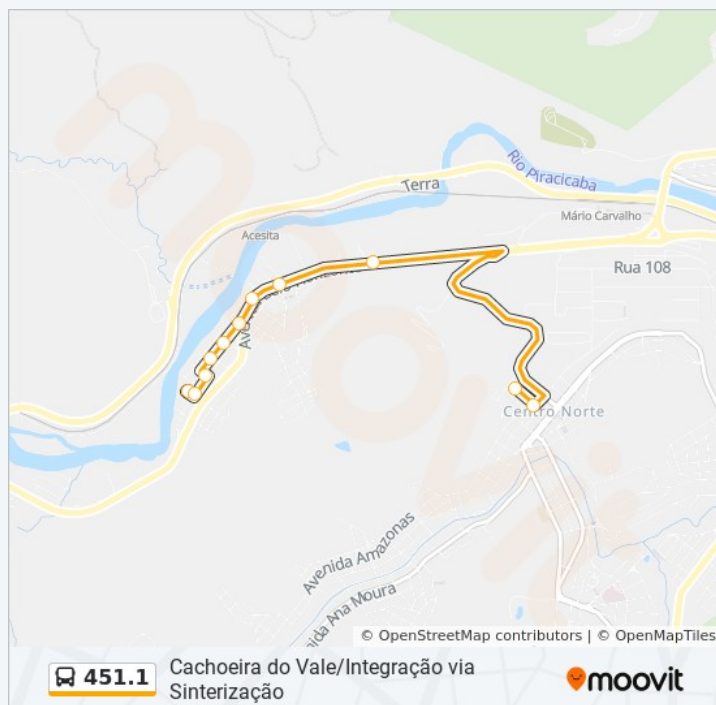 Rio Piracicaba
Terra
Mário Carvalho
Acesita
Rua 108
Centro Norte
Avenida Amazonas
nida Ana Moura
© OpenStreetMap contributors | © OpenMapTiles
451.1
Cachoeira do Vale/Integração via
Sinterização
moovit